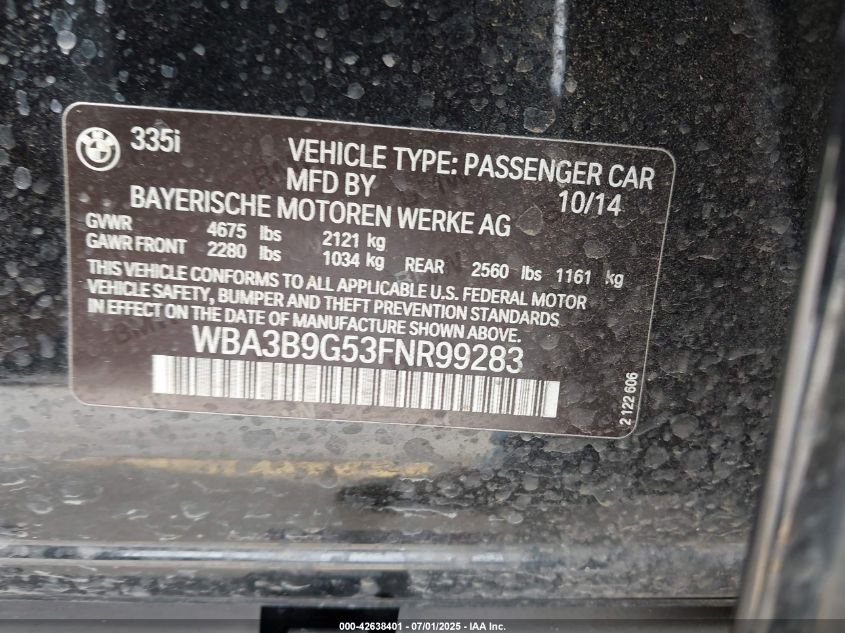 335i
VEHICLE TYPE: PASSENGER CAR
MFD BY 10/14
BAYERISCHE MOTOREN WERKE AG
GVWR 4675 lbs 2121 kg
GAWR FRONT 2280 lbs 1034 kg REAR 2560 lbs 1161 kg
THIS VEHICLE CONFORMS TO ALL APPLICABLE U.S. FEDERAL MOTOR
VEHICLE SAFETY, BUMPER AND THEFT PREVENTION STANDARDS
IN EFFECT ON THE DATE OF MANUFACTURE SHOWN ABOVE.
WBA3B9G53FNR99283
2 122 606
000-42638401 - 07/01/2025 - IAA Inc.